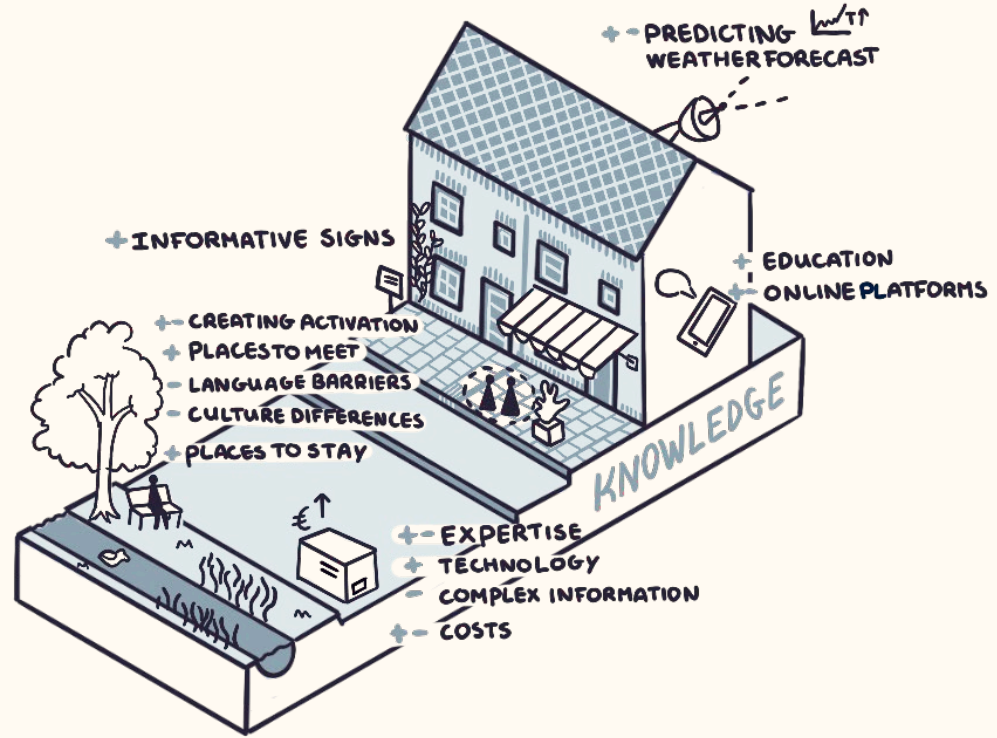 +- PREDICTING T↑
WEATHER FORECAST
+ INFORMATIVE SIGNS
+ EDUCATION
+- ONLINE PLATFORMS
+- CREATING ACTIVATION
+ PLACES TO MEET
- LANGUAGE BARRIERS
- CULTURE DIFFERENCES
+ PLACES TO STAY
KNOWLEDGE
€↑
+- EXPERTISE
+ TECHNOLOGY
- COMPLEX INFORMATION
+- COSTS